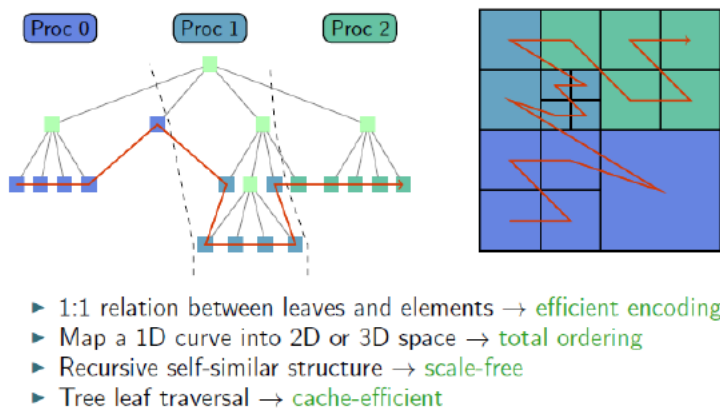 Proc 0 Proc 1 Proc 2
► 1:1 relation between leaves and elements → efficient encoding
► Map a 1D curve into 2D or 3D space → total ordering
► Recursive self-similar structure → scale-free
► Tree leaf traversal → cache-efficient